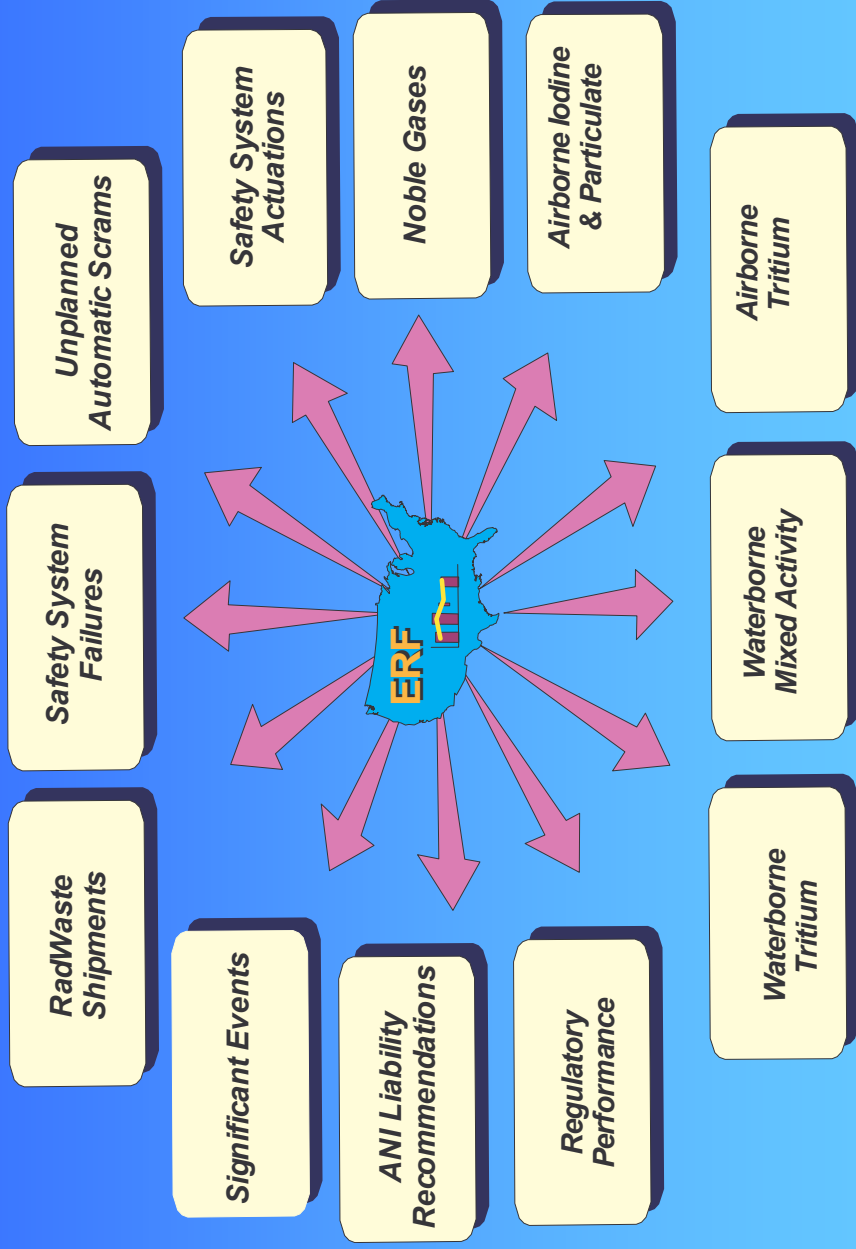 RadWaste
Shipments
Safety System
Failures
Unplanned
Automatic Scrams
Significant Events
Safety System
Actuations
ANI Liability
Recommendations
ERF
Noble Gases
Regulatory
Performance
Airborne Iodine
& Particulate
Waterborne
Tritium
Waterborne
Mixed Activity
Airborne
Tritium